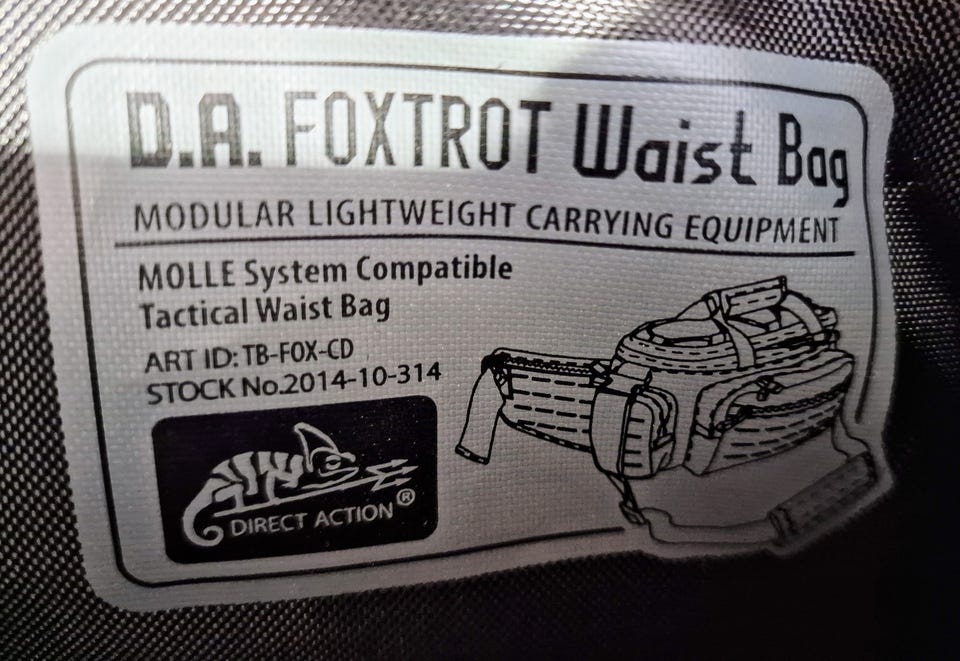 D.A. FOXTROT Waist Bag
MODULAR LIGHTWEIGHT CARRYING EQUIPMENT
MOLLE System Compatible
Tactical Waist Bag
ART ID: TB-FOX-CD
STOCK No.2014-10-314
DIRECT ACTION®